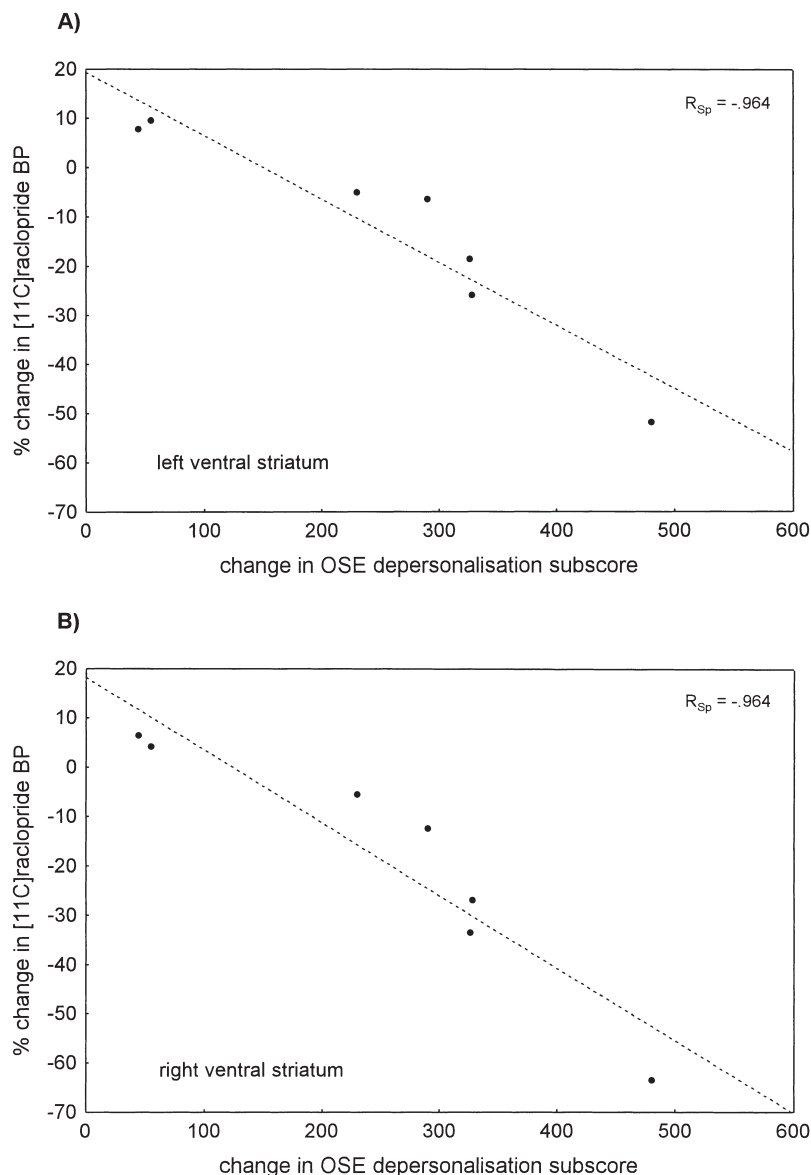 A)
20
10
0
-10
-20
-30
-40
-50
-60
-70
% change in [11C]raclopride BP
R_Sp = -.964
left ventral striatum
0 100 200 300 400 500 600
change in OSE depersonalisation subscore
B)
20
10
0
-10
-20
-30
-40
-50
-60
-70
% change in [11C]raclopride BP
R_Sp = -.964
right ventral striatum
0 100 200 300 400 500 600
change in OSE depersonalisation subscore